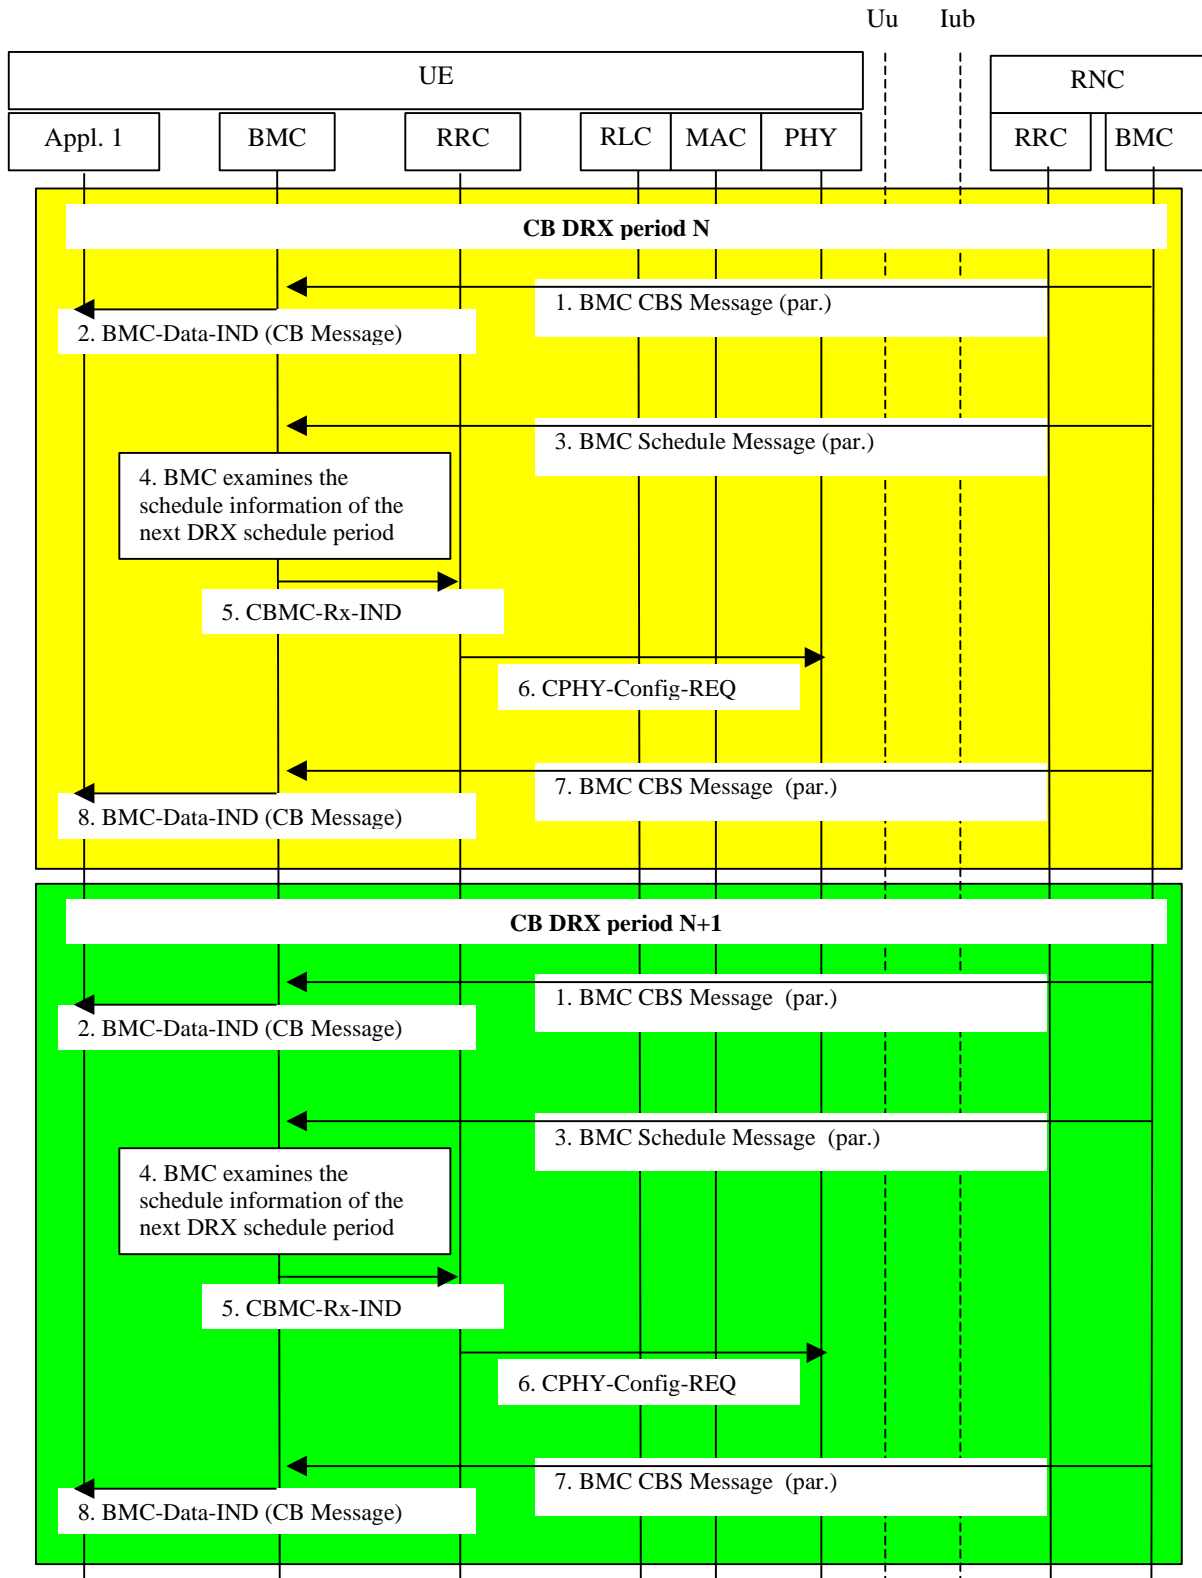 Uu
Iub
UE
RNC
Appl. 1
BMC
RRC
RLC
MAC
PHY
RRC
BMC
CB DRX period N
1. BMC CBS Message (par.)
2. BMC-Data-IND (CB Message)
3. BMC Schedule Message (par.)
4. BMC examines the
schedule information of the
next DRX schedule period
5. CBMC-Rx-IND
6. CPHY-Config-REQ
7. BMC CBS Message (par.)
8. BMC-Data-IND (CB Message)
CB DRX period N+1
1. BMC CBS Message (par.)
2. BMC-Data-IND (CB Message)
3. BMC Schedule Message (par.)
4. BMC examines the
schedule information of the
next DRX schedule period
5. CBMC-Rx-IND
6. CPHY-Config-REQ
7. BMC CBS Message (par.)
8. BMC-Data-IND (CB Message)